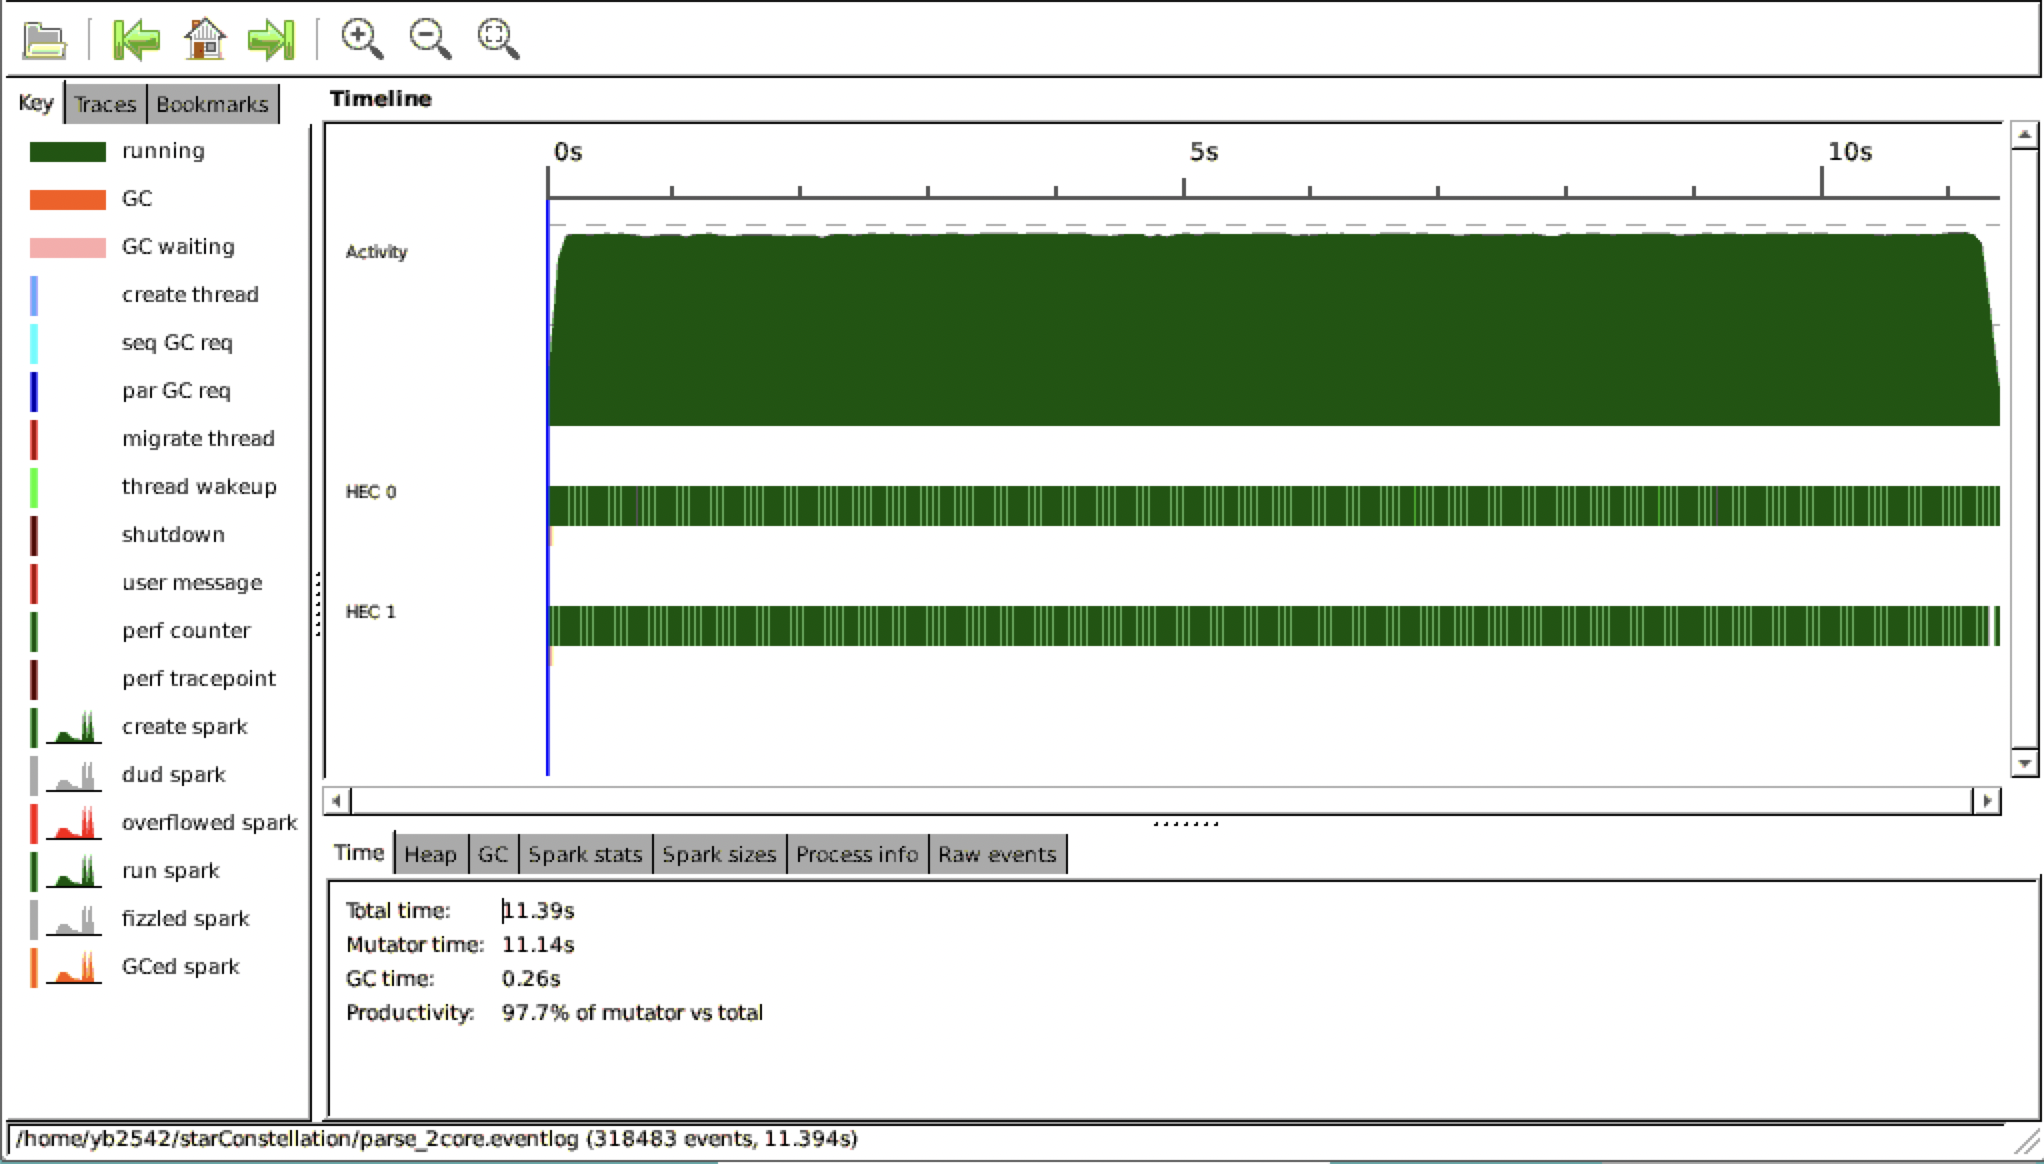 Key Traces Bookmarks
running
GC
GC waiting
create thread
seq GC req
par GC req
migrate thread
thread wakeup
shutdown
user message
perf counter
perf tracepoint
create spark
dud spark
overflowed spark
run spark
fizzled spark
GCed spark
Timeline
0s 5s 10s
Activity
HEC 0
HEC 1
Time Heap GC Spark stats Spark sizes Process info Raw events
Total time: 11.39s
Mutator time: 11.14s
GC time: 0.26s
Productivity: 97.7% of mutator vs total
/home/yb2542/starConstellation/parse_2core.eventlog (318483 events, 11.394s)